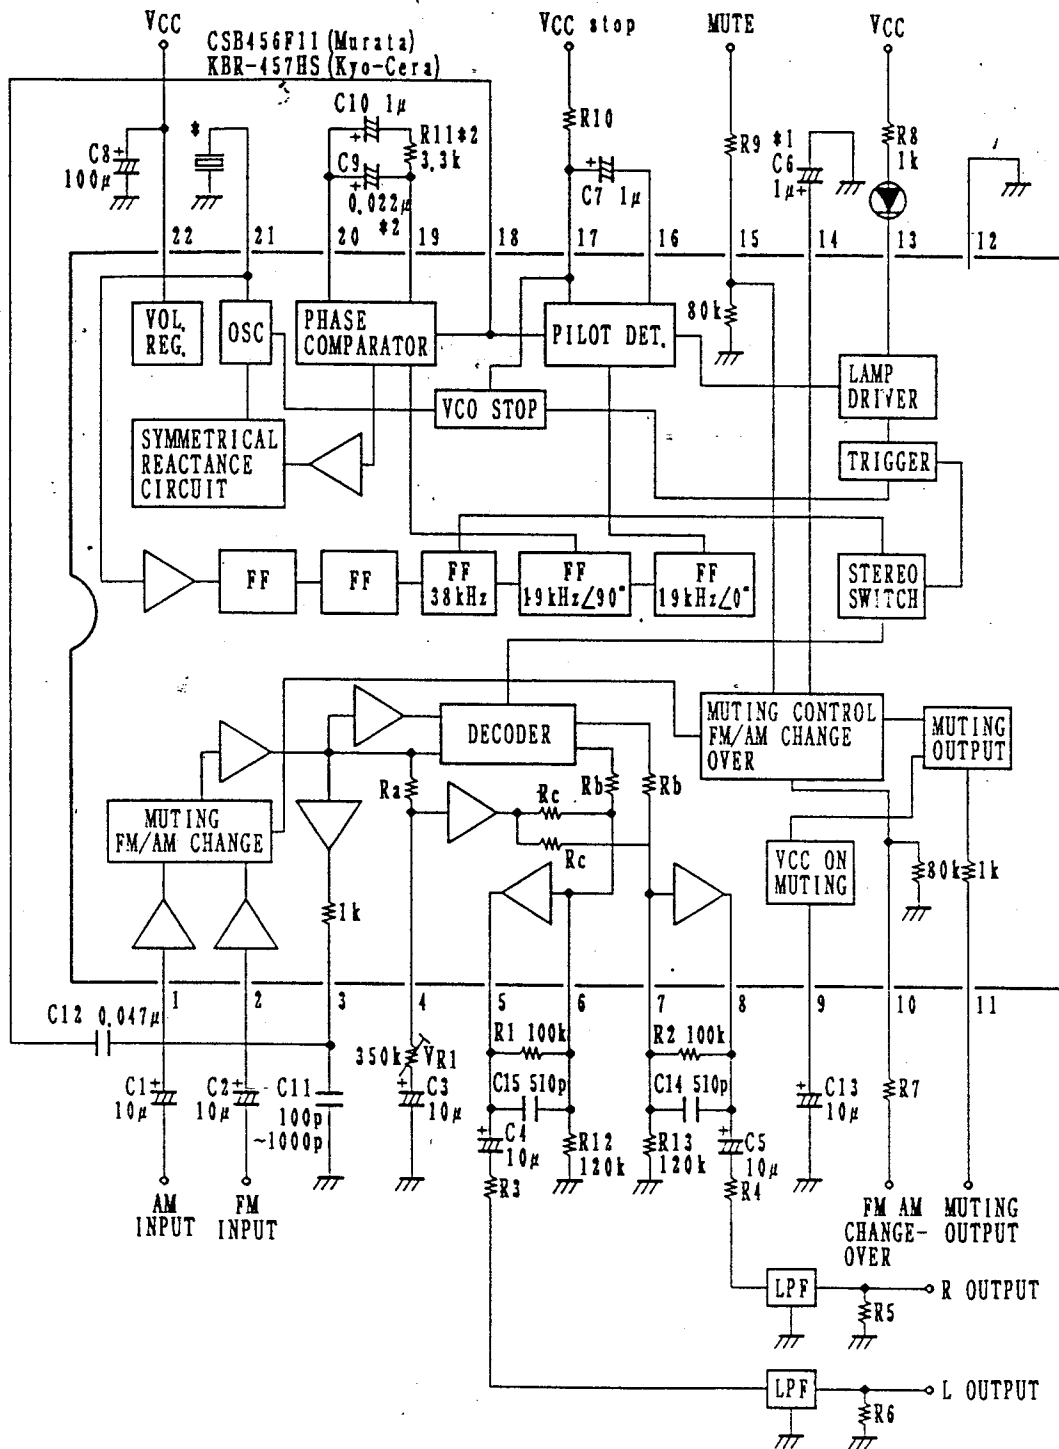 VCC
CSB456F11 (Murata)
KBR-457HS (Kyo-Cera)
VCC stop
MUTE
VCC
C8 +
100μ
*
C10 1μ
+
R11*2
3.3k
C9
+
0.022μ
*2
R10
+
C7 1μ
R9
*1
C6
1μ+
R8
1k
22
21
20
19
18
17
16
15
14
13
12
VOL.
REG.
OSC
PHASE
COMPARATOR
PILOT DET.
80k
LAMP
DRIVER
VCO STOP
SYMMETRICAL
REACTANCE
CIRCUIT
TRIGGER
FF
FF
FF
38kHz
FF
19kHz∠90°
FF
19kHz∠0°
STEREO
SWITCH
DECODER
MUTING CONTROL
FM/AM CHANGE
OVER
MUTING
OUTPUT
Ra
Rb
Rb
Rc
Rc
MUTING
FM/AM CHANGE
VCC ON
MUTING
80k
1k
1k
1
2
3
4
5
6
7
8
9
10
11
C12 0.047μ
350k VR1
R1 100k
R2 100k
C1 +
10μ
C2 +
10μ
C11
100p
~1000p
+ C3
10μ
C15 510p
C14 510p
+ C4
10μ
R12
120k
R13
120k
+ C5
10μ
+ C13
10μ
R7
R3
R4
AM
INPUT
FM
INPUT
FM AM
CHANGE-
OVER
MUTING
OUTPUT
LPF
R OUTPUT
R5
LPF
L OUTPUT
R6